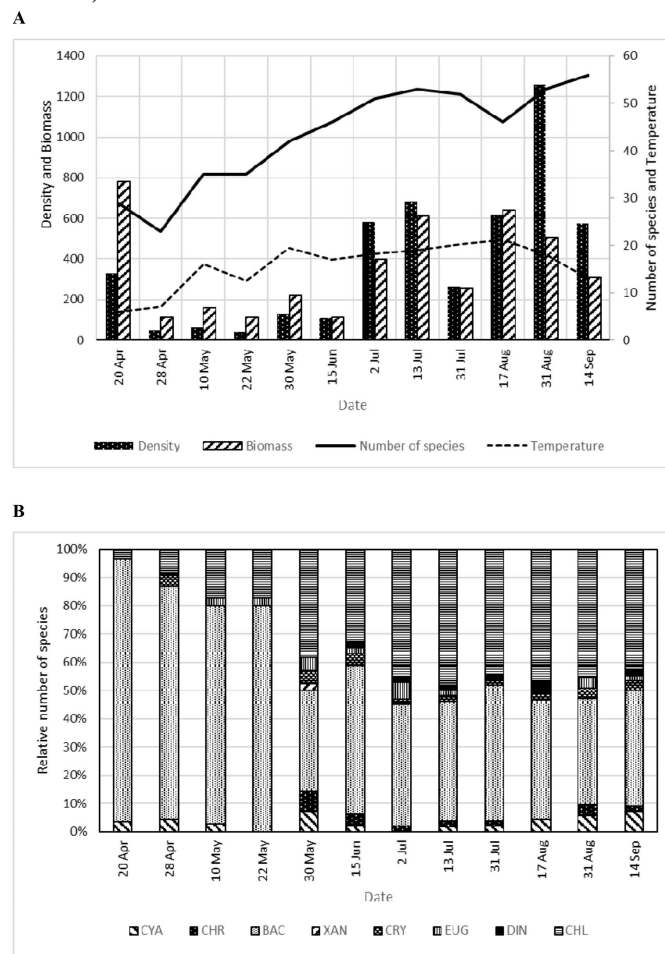 A
1400
1200
1000
800
600
400
200
0
Density and Biomass
60
50
40
30
20
10
0
Number of species and Temperature
20 Apr
28 Apr
10 May
22 May
30 May
15 Jun
2 Jul
13 Jul
31 Jul
17 Aug
31 Aug
14 Sep
Date
Density Biomass Number of species Temperature
B
100%
90%
80%
70%
60%
50%
40%
30%
20%
10%
0%
Relative number of species
20 Apr
28 Apr
10 May
22 May
30 May
15 Jun
2 Jul
13 Jul
31 Jul
17 Aug
31 Aug
14 Sep
Date
CYA CHR BAC XAN CRY EUG DIN CHL